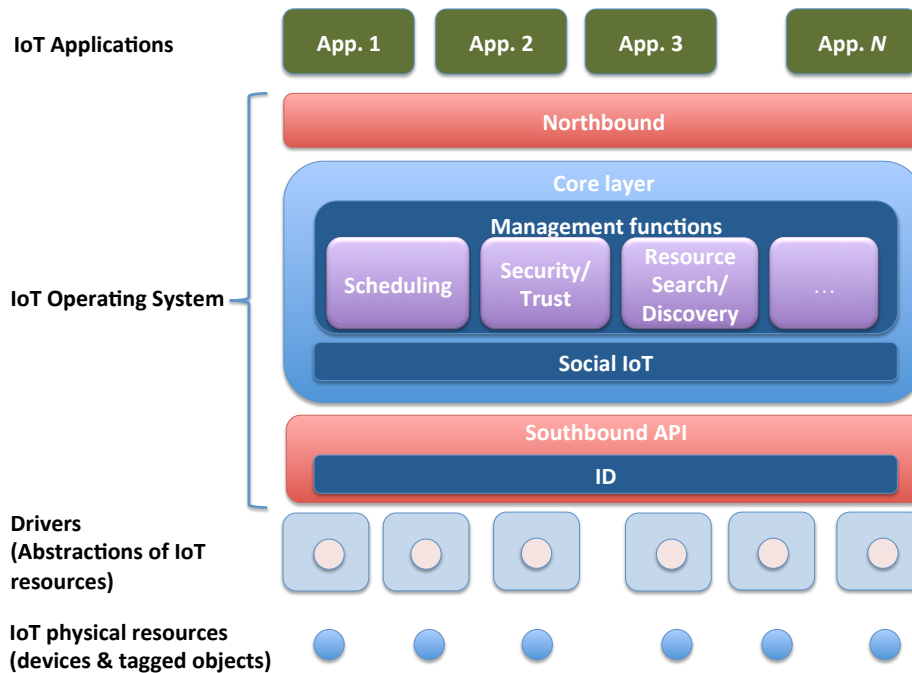 IoT Applications
App. 1
App. 2
App. 3
App. N
Northbound
Core layer
Management functions
Scheduling
Security/
Trust
Resource
Search/
Discovery
...
IoT Operating System
Social IoT
Southbound API
ID
Drivers
(Abstractions of IoT
resources)
IoT physical resources
(devices & tagged objects)